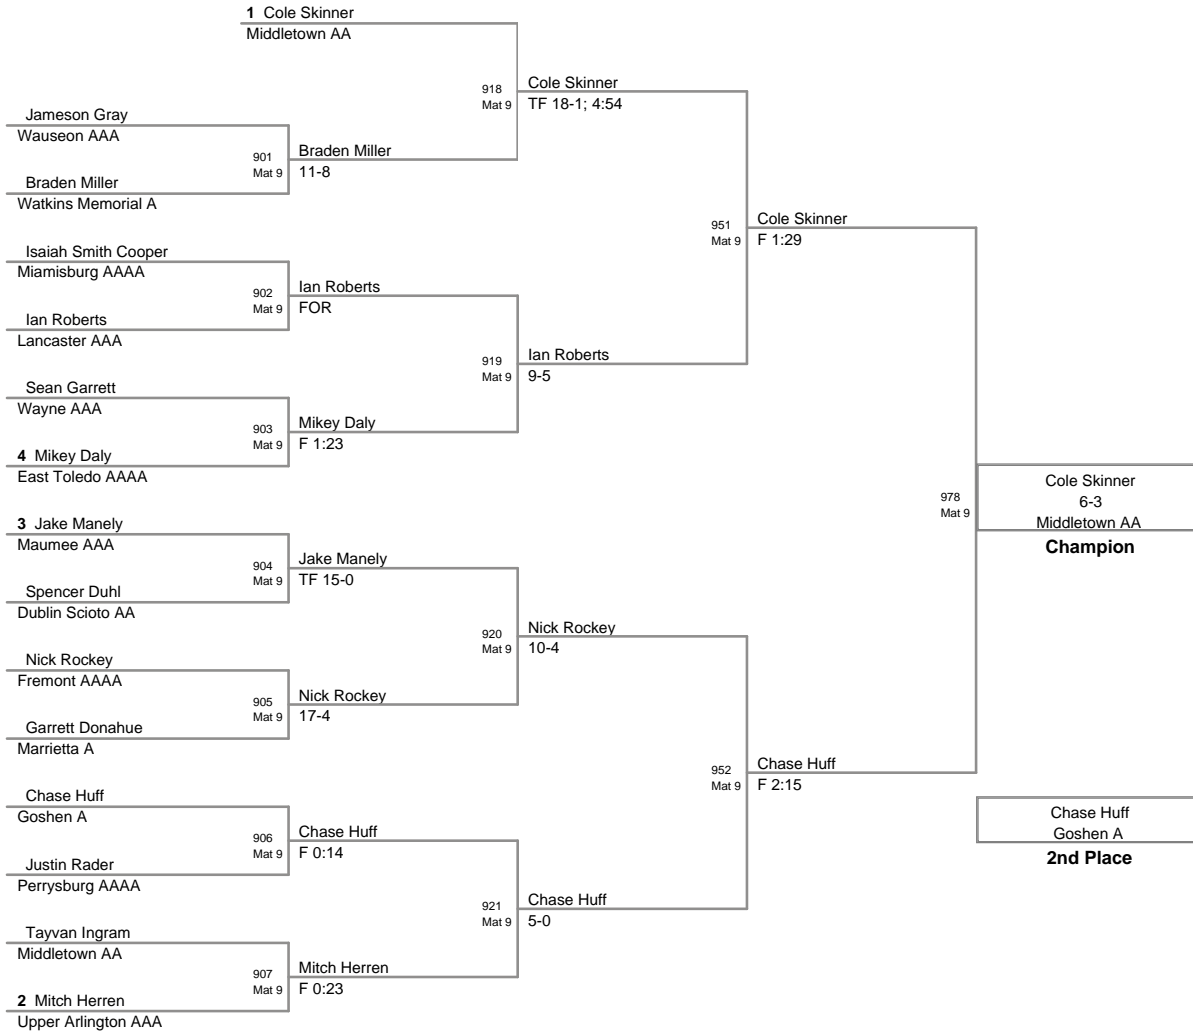 1 Cole Skinner
Middletown AA
Jameson Gray
Wauseon AAA
901
Mat 9
Braden Miller
Watkins Memorial A
Braden Miller
11-8
918
Mat 9
Cole Skinner
TF 18-1; 4:54
Isaiah Smith Cooper
Miamisburg AAAA
902
Mat 9
Ian Roberts
Lancaster AAA
Ian Roberts
FOR
Sean Garrett
Wayne AAA
903
Mat 9
4 Mikey Daly
East Toledo AAAA
Mikey Daly
F 1:23
919
Mat 9
Ian Roberts
9-5
951
Mat 9
Cole Skinner
F 1:29
3 Jake Manely
Maumee AAA
904
Mat 9
Spencer Duhl
Dublin Scioto AA
Jake Manely
TF 15-0
Nick Rockey
Fremont AAAA
905
Mat 9
Garrett Donahue
Marrietta A
Nick Rockey
17-4
920
Mat 9
Nick Rockey
10-4
Chase Huff
Goshen A
906
Mat 9
Justin Rader
Perrysburg AAAA
Chase Huff
F 0:14
Tayvan Ingram
Middletown AA
907
Mat 9
2 Mitch Herren
Upper Arlington AAA
Mitch Herren
F 0:23
921
Mat 9
Chase Huff
5-0
952
Mat 9
Chase Huff
F 2:15
978
Mat 9
Cole Skinner
6-3
Middletown AA
Champion
Chase Huff
Goshen A
2nd Place